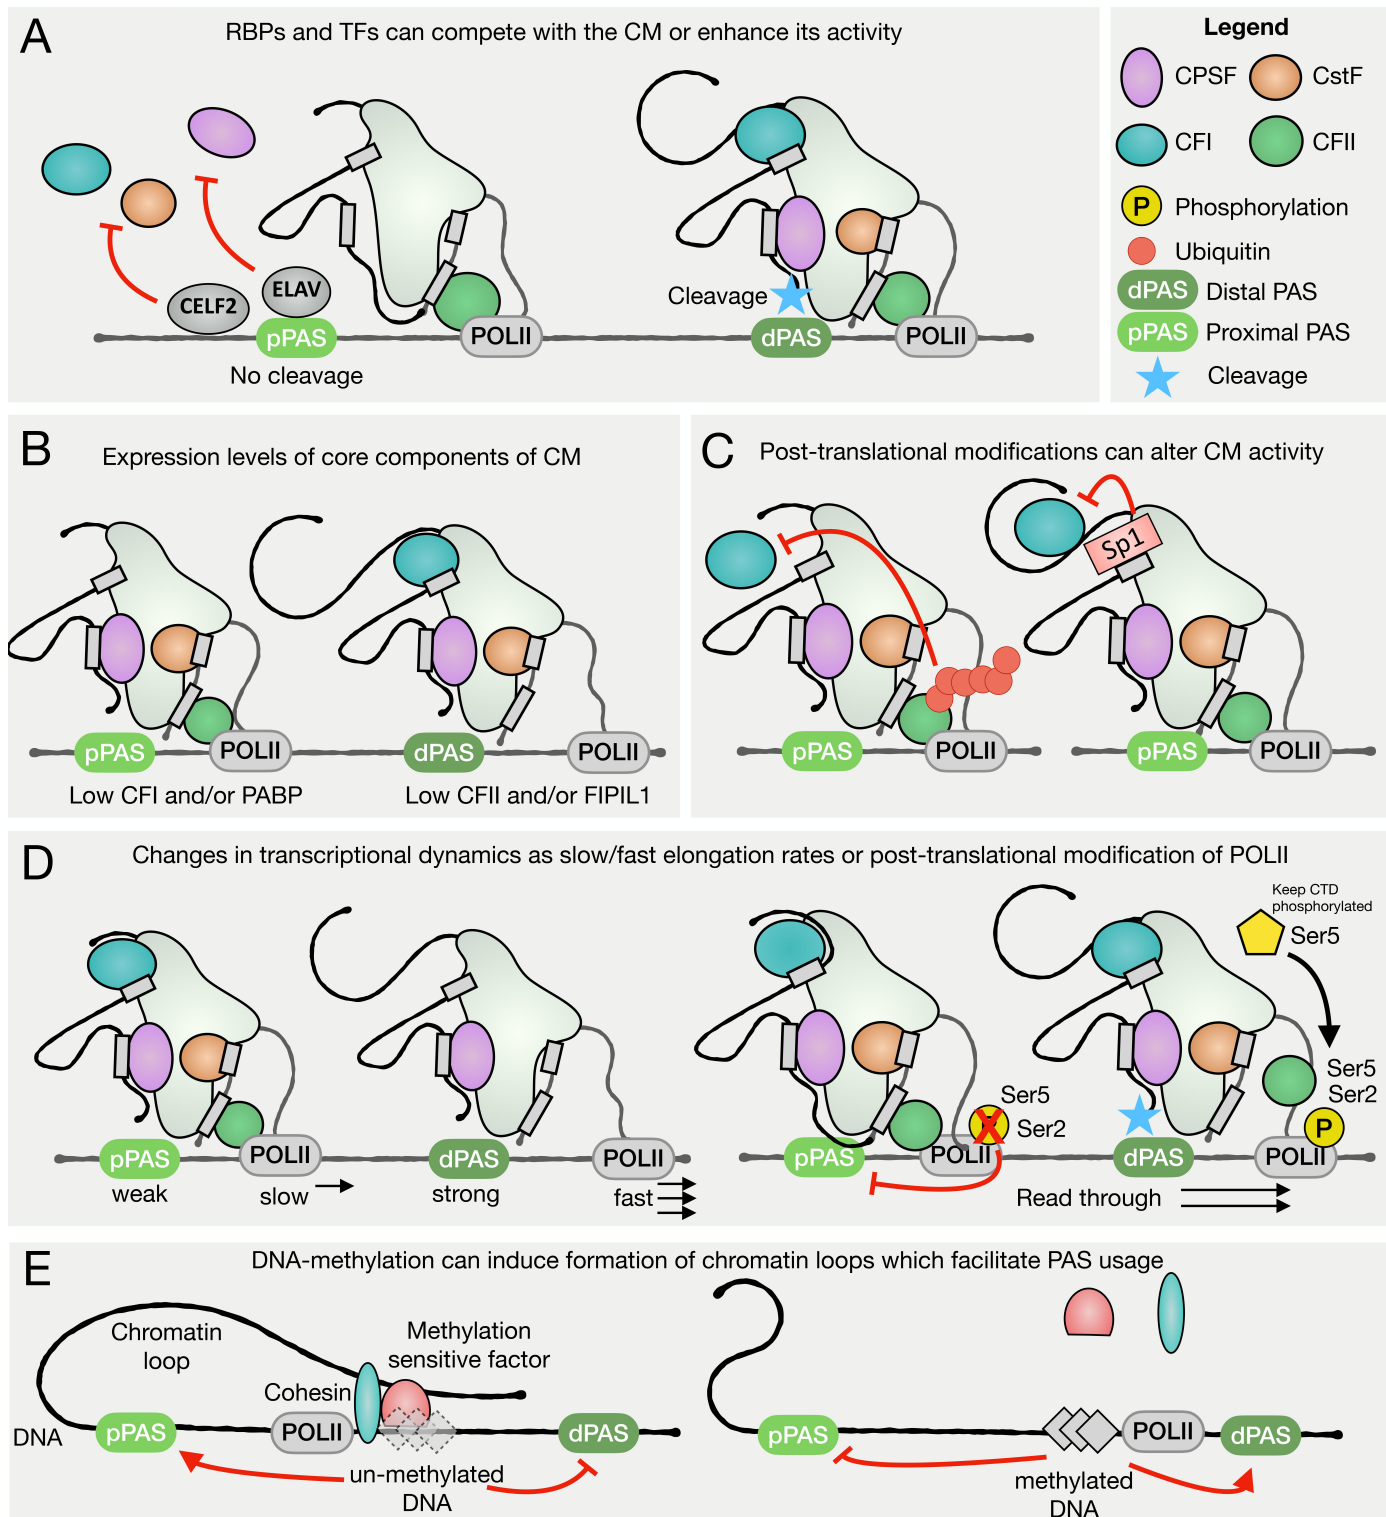 A
RBPs and TFs can compete with the CM or enhance its activity
CELF2
ELAV
pPAS
POLII
No cleavage
Cleavage
dPAS
POLII
Legend
CPSF
CstF
CFI
CFII
P
Phosphorylation
Ubiquitin
dPAS
Distal PAS
pPAS
Proximal PAS
Cleavage
B
Expression levels of core components of CM
pPAS
POLII
dPAS
POLII
Low CFI and/or PABP
Low CFII and/or FIPIL1
C
Post-translational modifications can alter CM activity
Sp1
pPAS
POLII
pPAS
POLII
D
Changes in transcriptional dynamics as slow/fast elongation rates or post-translational modification of POLII
pPAS
weak
POLII
slow
dPAS
strong
POLII
fast
pPAS
POLII
Ser5
Ser2
Keep CTD
phosphorylated
Ser5
Ser5
Ser2
P
dPAS
POLII
Read through
E
DNA-methylation can induce formation of chromatin loops which facilitate PAS usage
Chromatin
loop
Methylation
sensitive factor
Cohesin
DNA
pPAS
POLII
dPAS
un-methylated
DNA
pPAS
POLII
dPAS
methylated
DNA